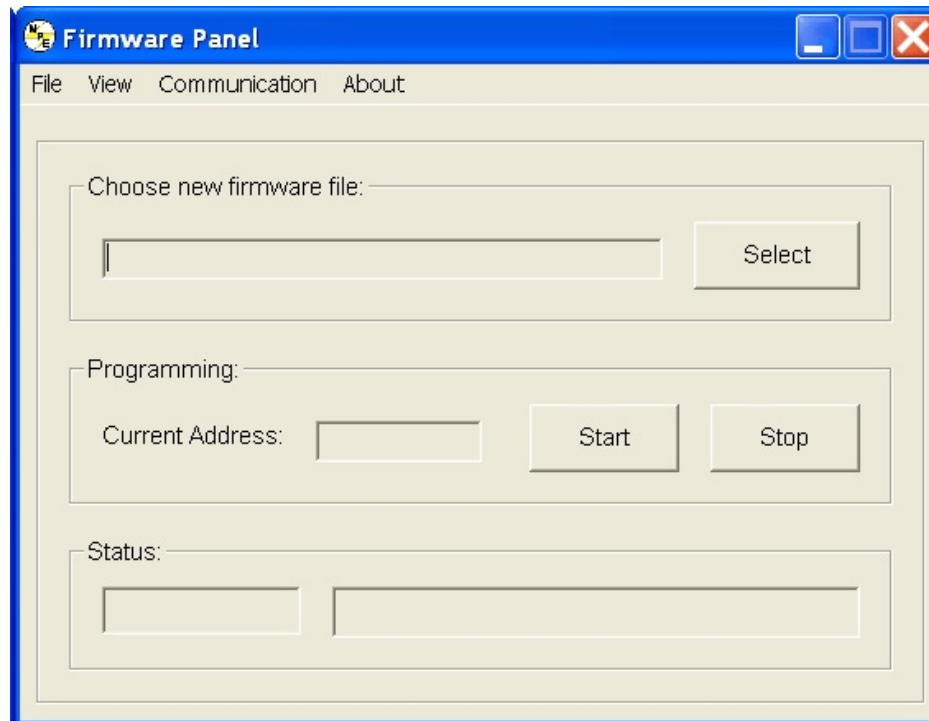 Firmware Panel
File View Communication About
Choose new firmware file:
Select
Programming:
Current Address:
Start
Stop
Status: